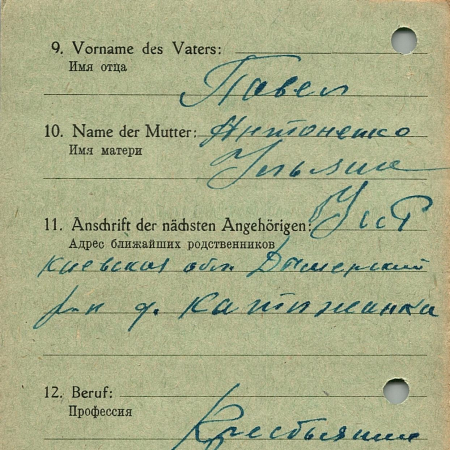 9. Vorname des Vaters:
Имя отца
Павел
10. Name der Mutter: Антоненко
Имя матери
Ульяна
11. Anschrift der nächsten Angehörigen: УССР
Адрес ближайших родственников
Киевская обл. Дымерский
р-н д. Катюжанка
12. Beruf:
Профессия